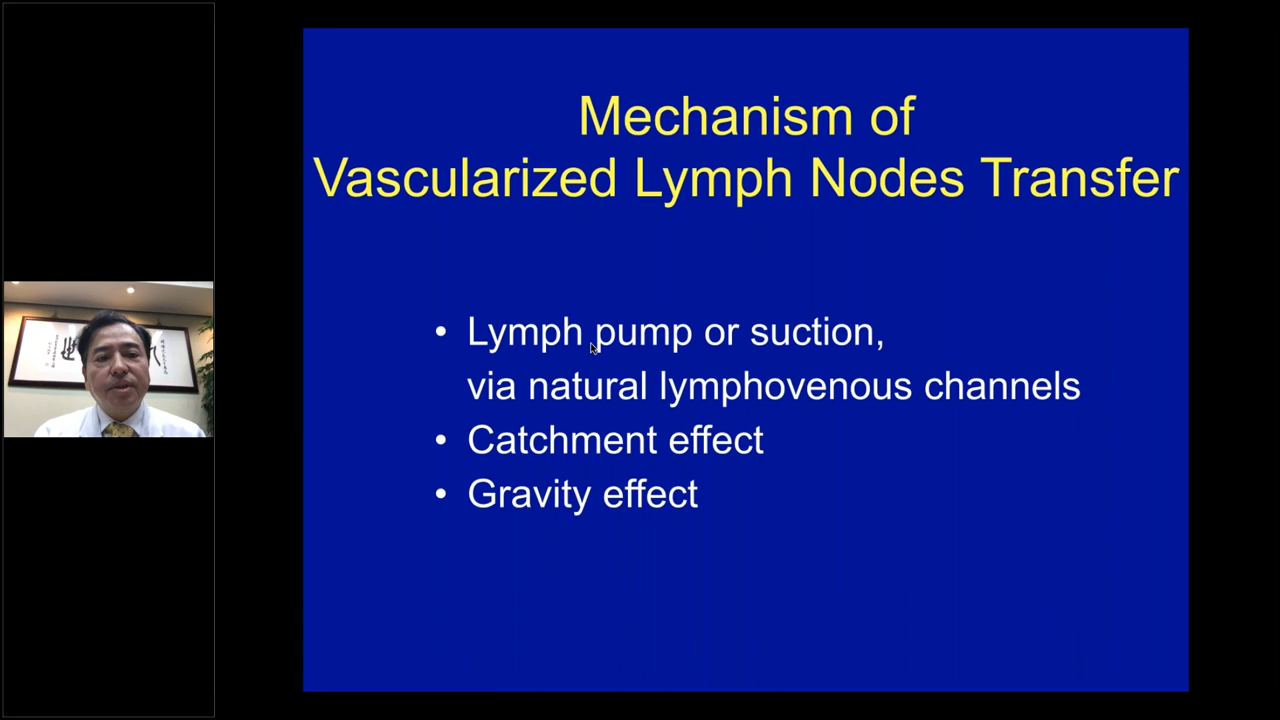 Mechanism of
Vascularized Lymph Nodes Transfer
• Lymph pump or suction,
via natural lymphovenous channels
• Catchment effect
• Gravity effect